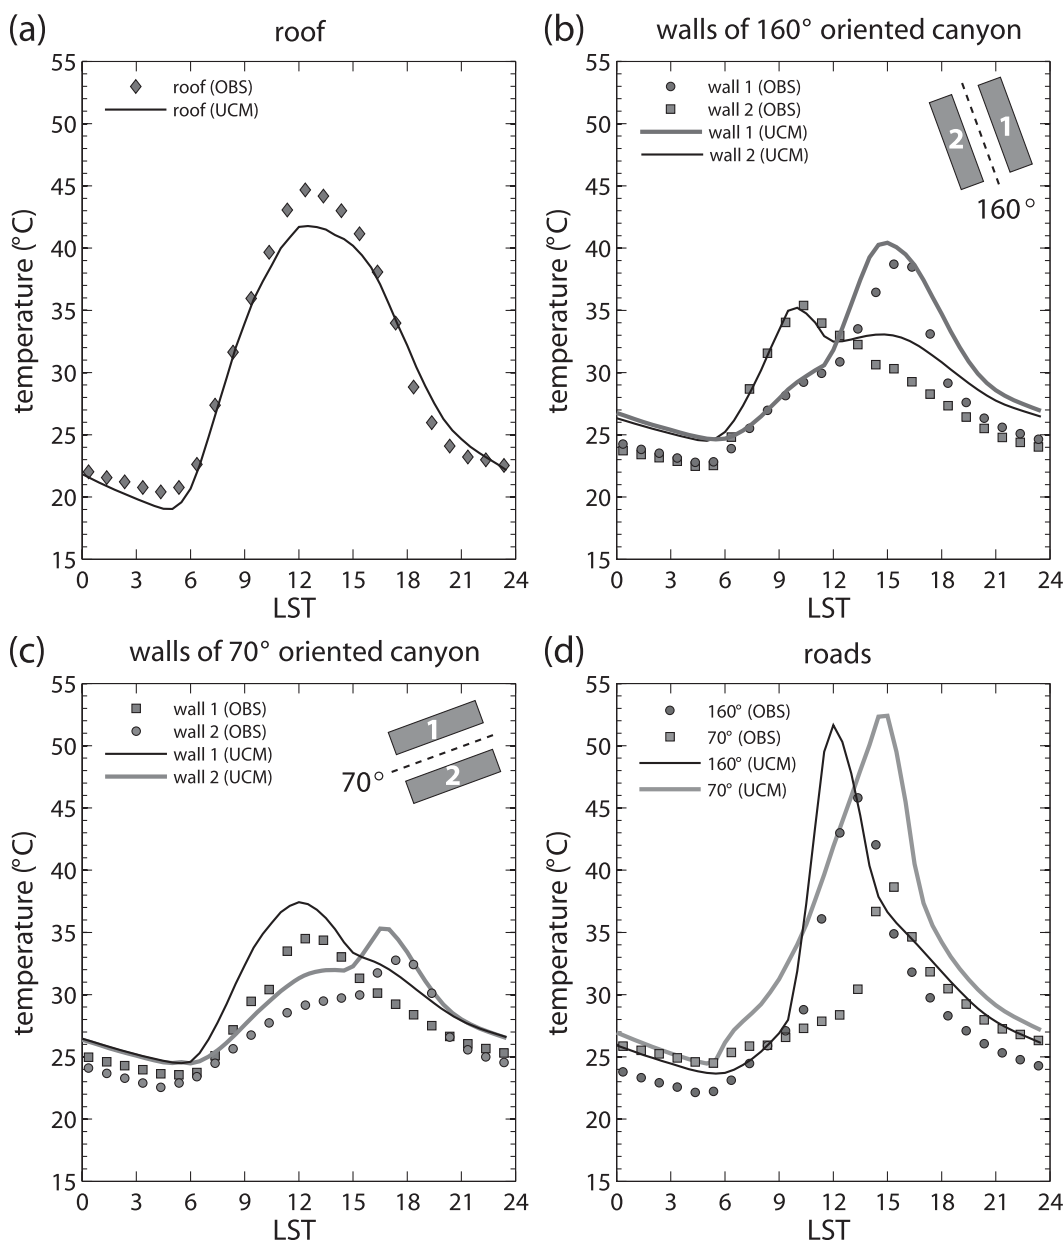 (a) roof
roof (OBS)
roof (UCM)
temperature (°C)
55
50
45
40
35
30
25
20
15
0 3 6 9 12 15 18 21 24
LST
(b) walls of 160° oriented canyon
wall 1 (OBS)
wall 2 (OBS)
wall 1 (UCM)
wall 2 (UCM)
2 1
160°
temperature (°C)
55
50
45
40
35
30
25
20
15
0 3 6 9 12 15 18 21 24
LST
(c) walls of 70° oriented canyon
wall 1 (OBS)
wall 2 (OBS)
wall 1 (UCM)
wall 2 (UCM)
1
70°
2
temperature (°C)
55
50
45
40
35
30
25
20
15
0 3 6 9 12 15 18 21 24
LST
(d) roads
160° (OBS)
70° (OBS)
160° (UCM)
70° (UCM)
temperature (°C)
55
50
45
40
35
30
25
20
15
0 3 6 9 12 15 18 21 24
LST